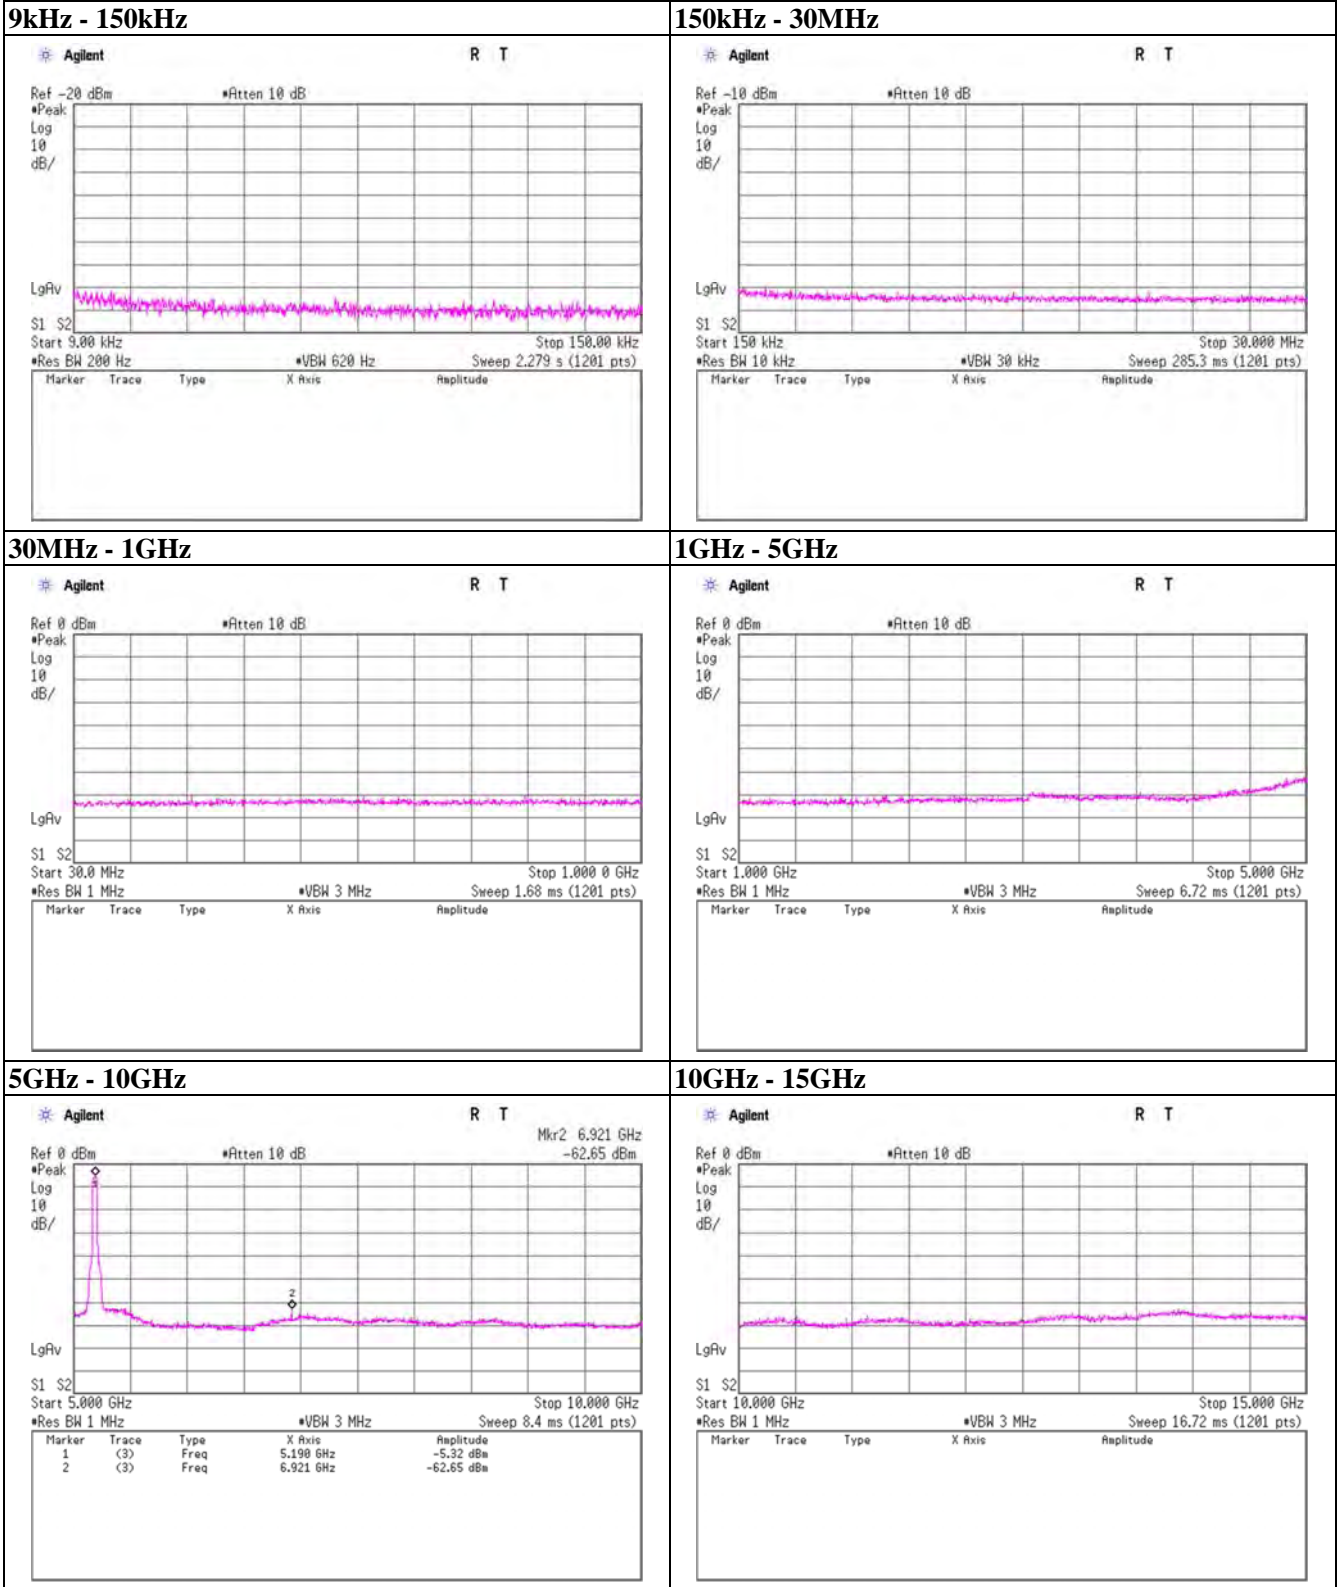 9kHz - 150kHz
Agilent R T
Ref -20 dBm #Atten 10 dB
#Peak
Log
10
dB/
LgAv
S1 S2
Start 9.00 kHz Stop 150.00 kHz
#Res BW 200 Hz #VBW 620 Hz Sweep 2.279 s (1201 pts)
Marker Trace Type X Axis Amplitude
150kHz - 30MHz
Agilent R T
Ref -10 dBm #Atten 10 dB
#Peak
Log
10
dB/
LgAv
S1 S2
Start 150 kHz Stop 30.000 MHz
#Res BW 10 kHz #VBW 30 kHz Sweep 285.3 ms (1201 pts)
Marker Trace Type X Axis Amplitude
30MHz - 1GHz
Agilent R T
Ref 0 dBm #Atten 10 dB
#Peak
Log
10
dB/
LgAv
S1 S2
Start 30.0 MHz Stop 1.000 0 GHz
#Res BW 1 MHz #VBW 3 MHz Sweep 1.68 ms (1201 pts)
Marker Trace Type X Axis Amplitude
1GHz - 5GHz
Agilent R T
Ref 0 dBm #Atten 10 dB
#Peak
Log
10
dB/
LgAv
S1 S2
Start 1.000 GHz Stop 5.000 GHz
#Res BW 1 MHz #VBW 3 MHz Sweep 6.72 ms (1201 pts)
Marker Trace Type X Axis Amplitude
5GHz - 10GHz
Agilent R T
Mkr2 6.921 GHz
Ref 0 dBm #Atten 10 dB -62.65 dBm
#Peak
Log
10
dB/
1
2
LgAv
S1 S2
Start 5.000 GHz Stop 10.000 GHz
#Res BW 1 MHz #VBW 3 MHz Sweep 8.4 ms (1201 pts)
Marker Trace Type X Axis Amplitude
1 (3) Freq 5.190 GHz -5.32 dBm
2 (3) Freq 6.921 GHz -62.65 dBm
10GHz - 15GHz
Agilent R T
Ref 0 dBm #Atten 10 dB
#Peak
Log
10
dB/
LgAv
S1 S2
Start 10.000 GHz Stop 15.000 GHz
#Res BW 1 MHz #VBW 3 MHz Sweep 16.72 ms (1201 pts)
Marker Trace Type X Axis Amplitude